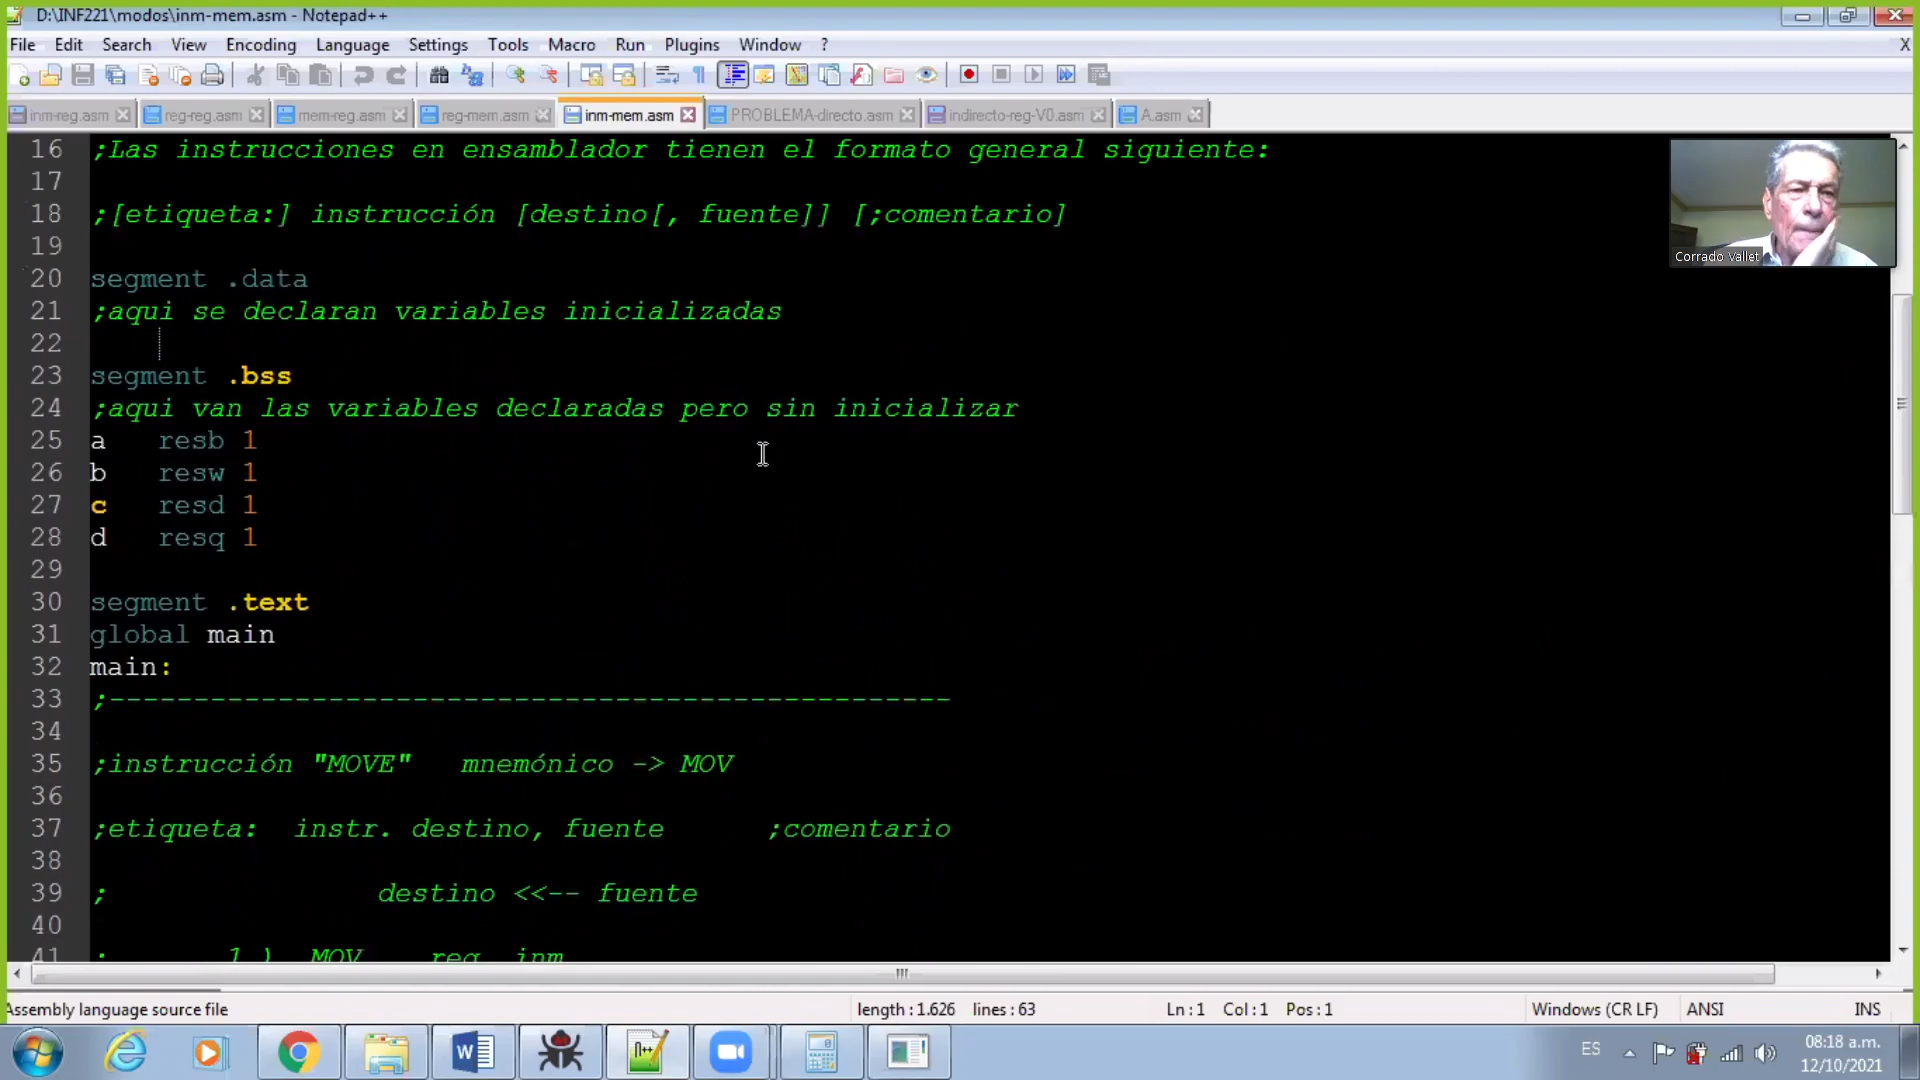 D:\INF221\modos\inm-mem.asm - Notepad++
File Edit Search View Encoding Language Settings Tools Macro Run Plugins Window ? X
inm-reg.asm reg-reg.asm mem-reg.asm reg-mem.asm inm-mem.asm PROBLEMA-directo.asm indirecto-reg-V0.asm A.asm
16 ;Las instrucciones en ensamblador tienen el formato general siguiente:
17
18 ;[etiqueta:] instrucción [destino[, fuente]] [;comentario]
19
20 segment .data
21 ;aqui se declaran variables inicializadas
22
23 segment .bss
24 ;aqui van las variables declaradas pero sin inicializar
25 a resb 1
26 b resw 1
27 c resd 1
28 d resq 1
29
30 segment .text
31 global main
32 main:
33 ;--------------------------------------------------
34
35 ;instrucción "MOVE" mnemónico -> MOV
36
37 ;etiqueta: instr. destino, fuente ;comentario
38
39 ; destino <<-- fuente
40
41 ; 1.) MOV reg, inm
Corrado Vallet
Assembly language source file length : 1.626 lines : 63 Ln : 1 Col : 1 Pos : 1 Windows (CR LF) ANSI INS
ES
08:18 a.m.
12/10/2021